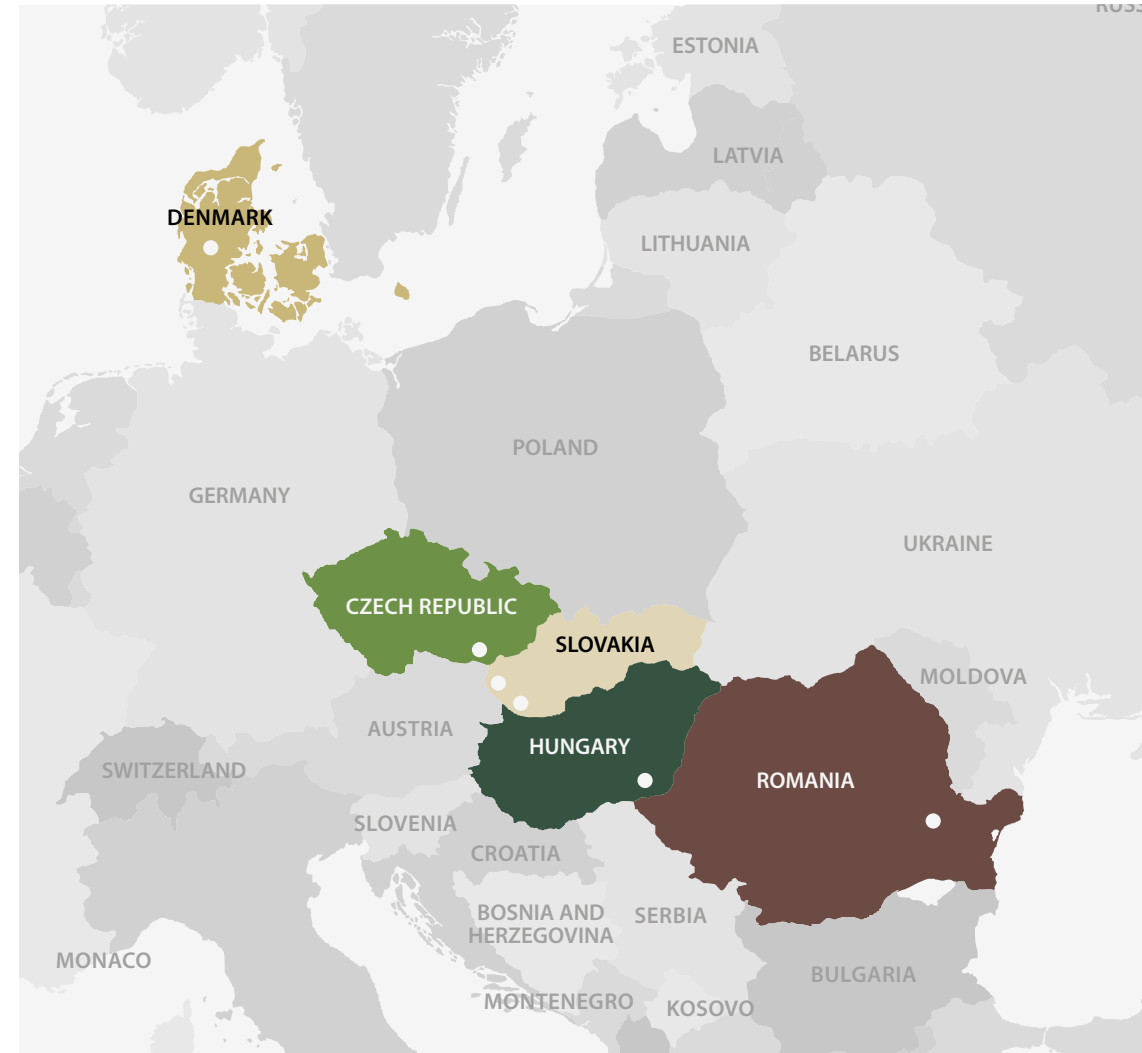 RUSS
ESTONIA
LATVIA
DENMARK
LITHUANIA
BELARUS
POLAND
GERMANY
UKRAINE
CZECH REPUBLIC
SLOVAKIA
MOLDOVA
AUSTRIA
HUNGARY
SWITZERLAND
ROMANIA
SLOVENIA
CROATIA
BOSNIA AND
HERZEGOVINA
SERBIA
MONACO
BULGARIA
MONTENEGRO
KOSOVO